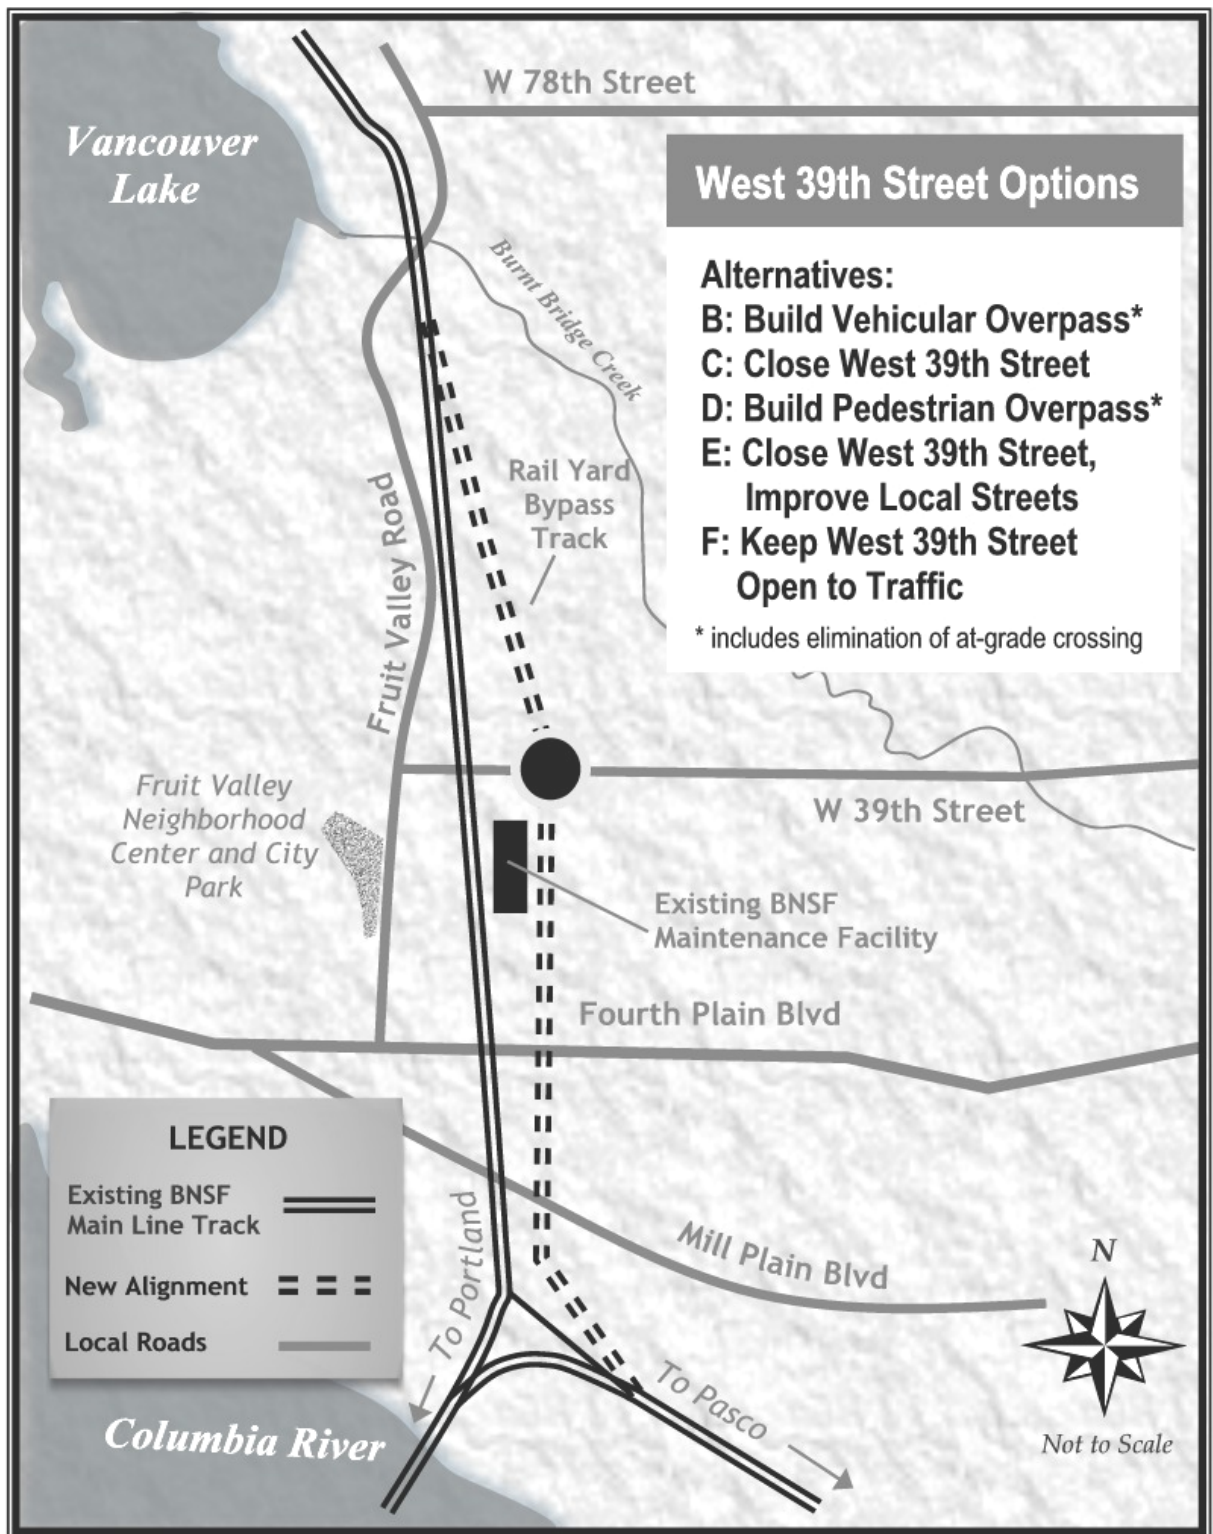 W 78th Street
Vancouver
Lake
West 39th Street Options
Alternatives:
B: Build Vehicular Overpass*
C: Close West 39th Street
D: Build Pedestrian Overpass*
E: Close West 39th Street,
Improve Local Streets
F: Keep West 39th Street
Open to Traffic
* includes elimination of at-grade crossing
Burnt Bridge Creek
Rail Yard
Bypass
Track
Fruit Valley Road
Fruit Valley
Neighborhood
Center and City
Park
W 39th Street
Existing BNSF
Maintenance Facility
Fourth Plain Blvd
LEGEND
Existing BNSF
Main Line Track
New Alignment
Local Roads
To Portland
Mill Plain Blvd
To Pasco
Columbia River
N
Not to Scale